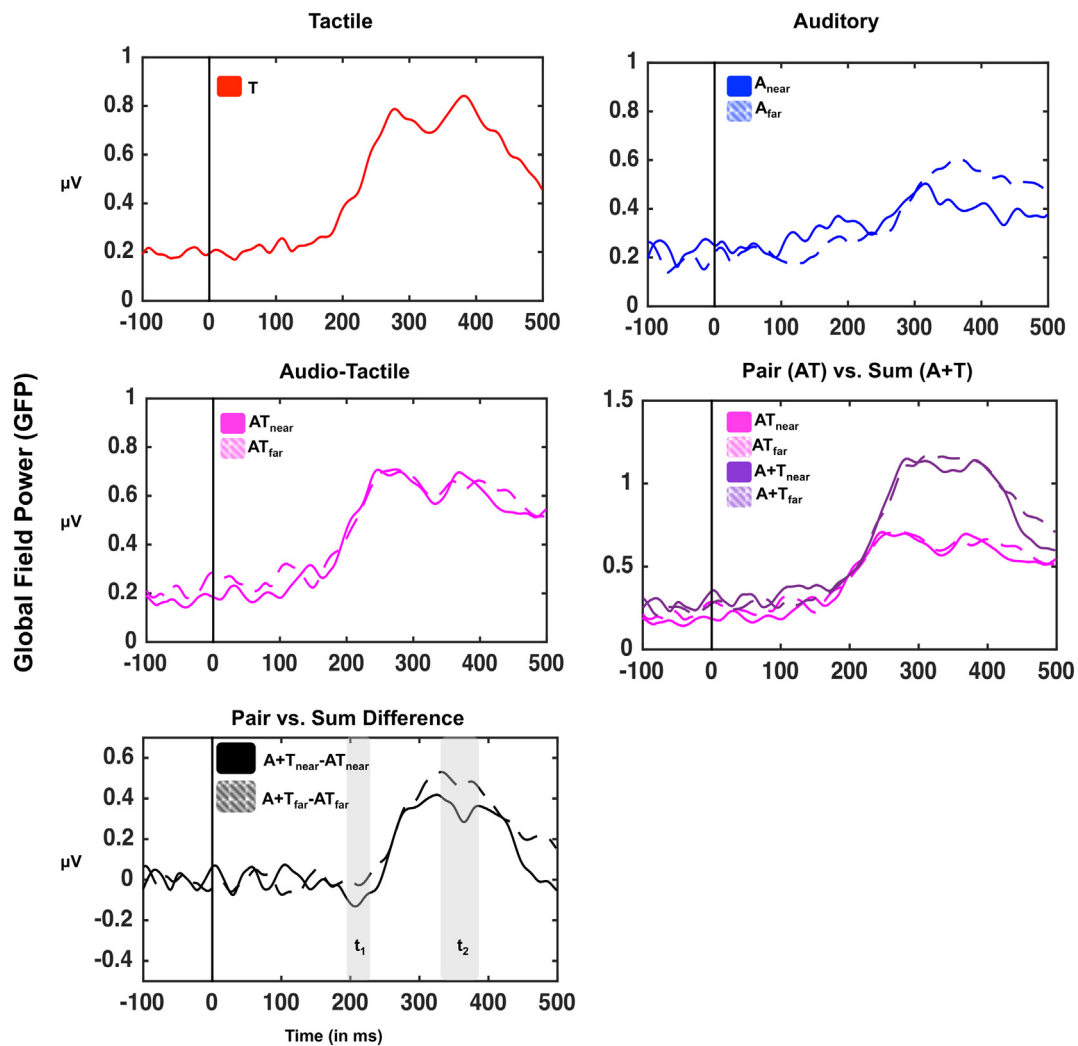 Tactile
1
0.8
0.6
0.4
0.2
0
µV
T
-100 0 100 200 300 400 500
Auditory
1
0.8
0.6
0.4
0.2
0
Anear
Afar
-100 0 100 200 300 400 500
Global Field Power (GFP)
Audio-Tactile
1
0.8
0.6
0.4
0.2
0
µV
ATnear
ATfar
-100 0 100 200 300 400 500
Pair (AT) vs. Sum (A+T)
1.5
1
0.5
0
ATnear
ATfar
A+Tnear
A+Tfar
-100 0 100 200 300 400 500
Pair vs. Sum Difference
0.6
0.4
0.2
0
-0.2
-0.4
µV
A+Tnear-ATnear
A+Tfar-ATfar
t1 t2
-100 0 100 200 300 400 500
Time (in ms)